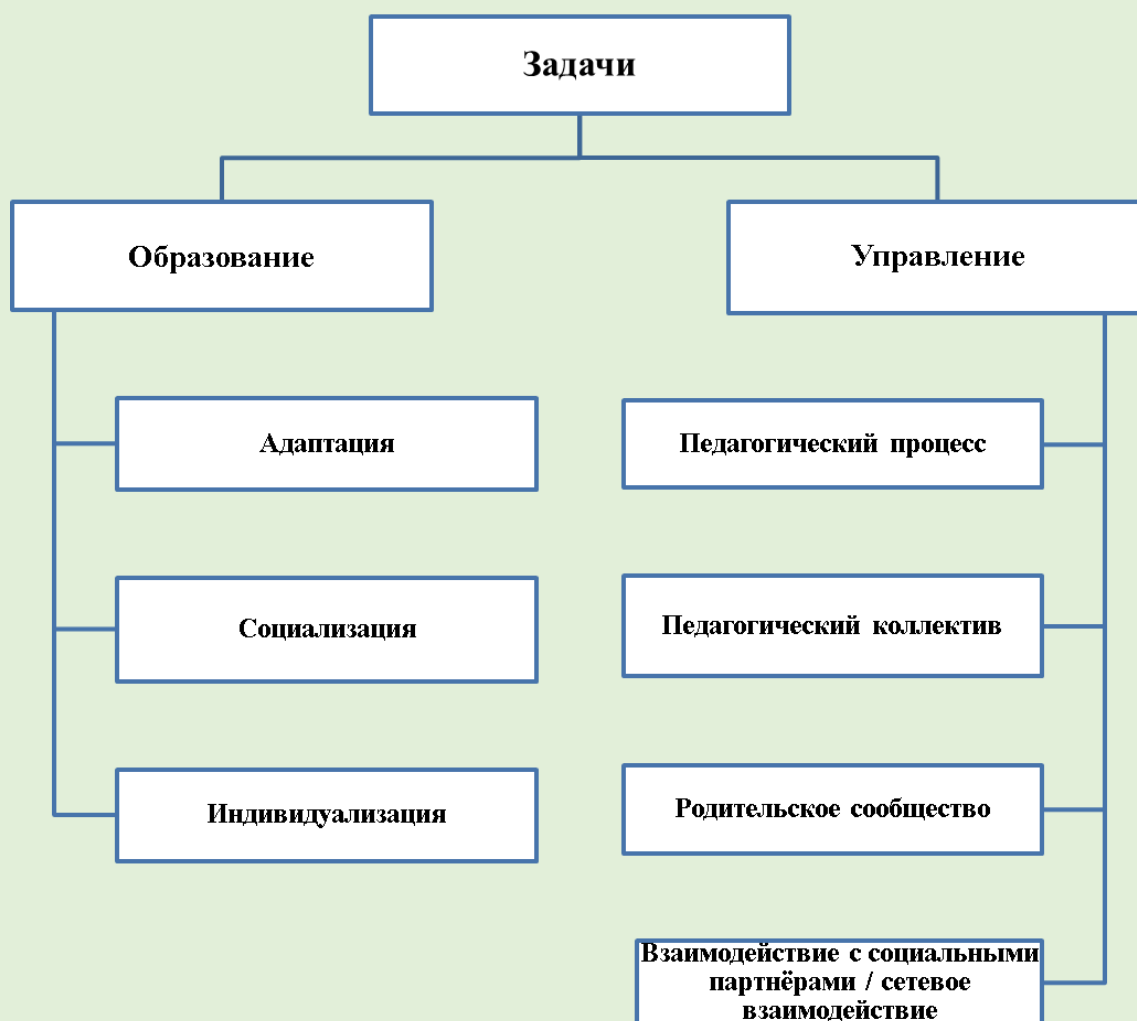 Задачи
Образование
Управление
Адаптация
Педагогический процесс
Социализация
Педагогический коллектив
Индивидуализация
Родительское сообщество
Взаимодействие с социальными
партнёрами / сетевое
взаимодействие